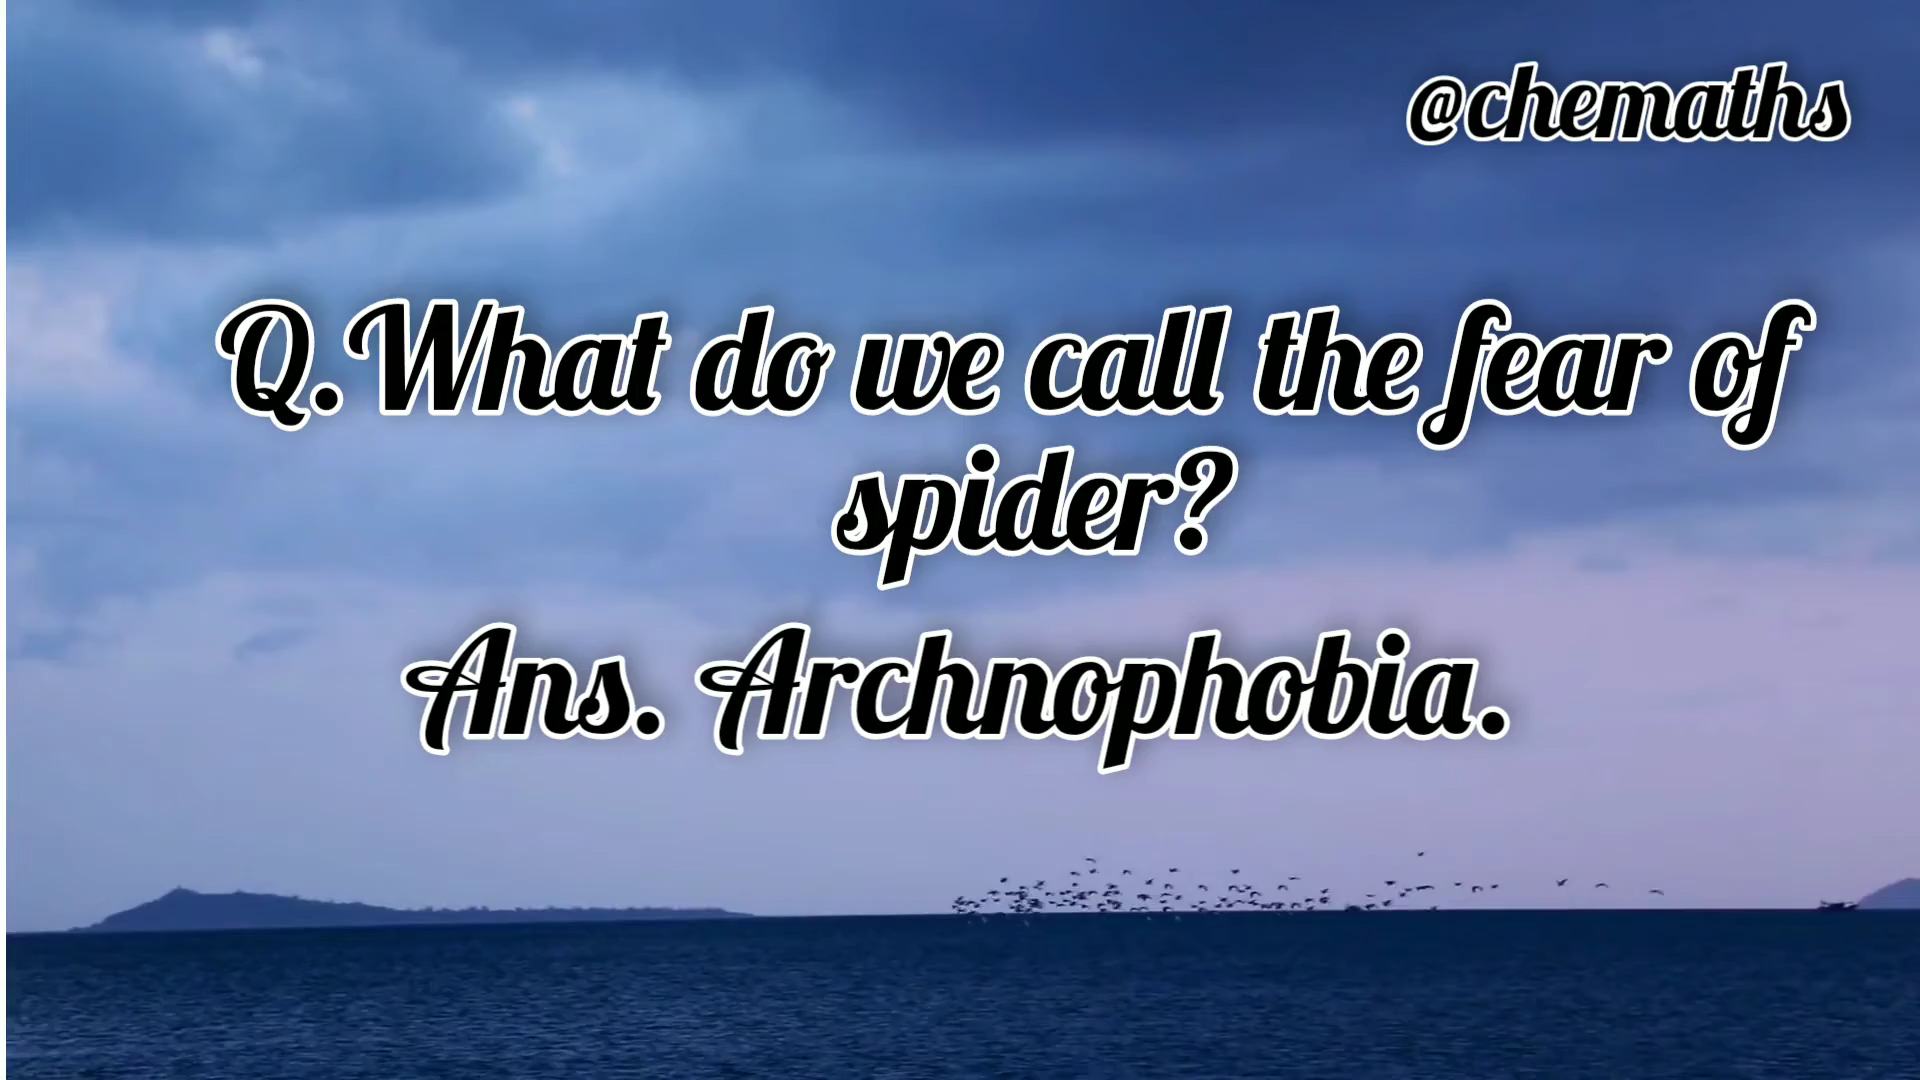 @chemaths
Q.What do we call the fear of
spider?
Ans. Archnophobia.